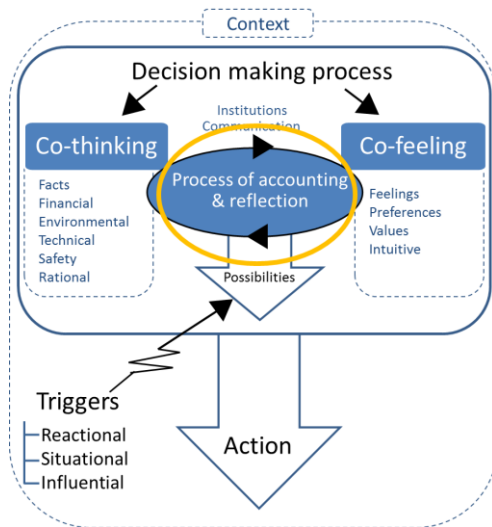 Context
Decision making process
Institutions
Communication
Co-thinking
Co-feeling
Process of accounting
& reflection
Facts
Financial
Environmental
Technical
Safety
Rational
Feelings
Preferences
Values
Intuitive
Possibilities
Triggers
Reactional
Situational
Influential
Action